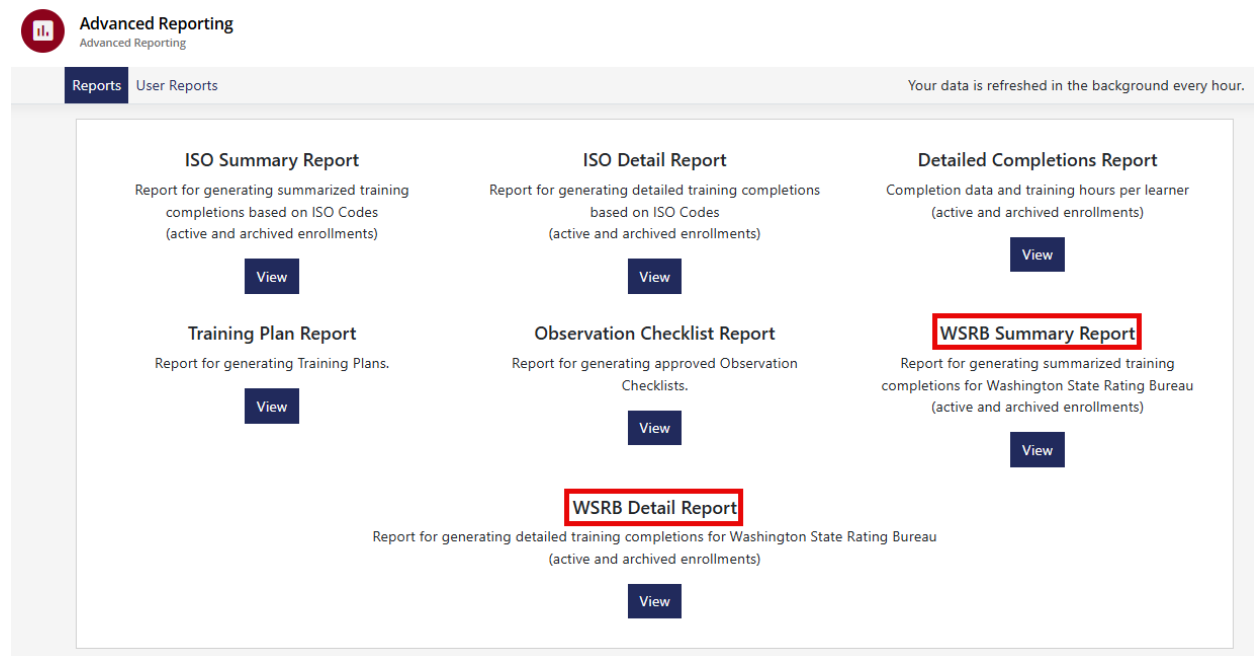 Advanced Reporting
Advanced Reporting
Reports
User Reports
Your data is refreshed in the background every hour.
ISO Summary Report
Report for generating summarized training
completions based on ISO Codes
(active and archived enrollments)
View
ISO Detail Report
Report for generating detailed training completions
based on ISO Codes
(active and archived enrollments)
View
Detailed Completions Report
Completion data and training hours per learner
(active and archived enrollments)
View
Training Plan Report
Report for generating Training Plans.
View
Observation Checklist Report
Report for generating approved Observation
Checklists.
View
WSRB Summary Report
Report for generating summarized training
completions for Washington State Rating Bureau
(active and archived enrollments)
View
WSRB Detail Report
Report for generating detailed training completions for Washington State Rating Bureau
(active and archived enrollments)
View